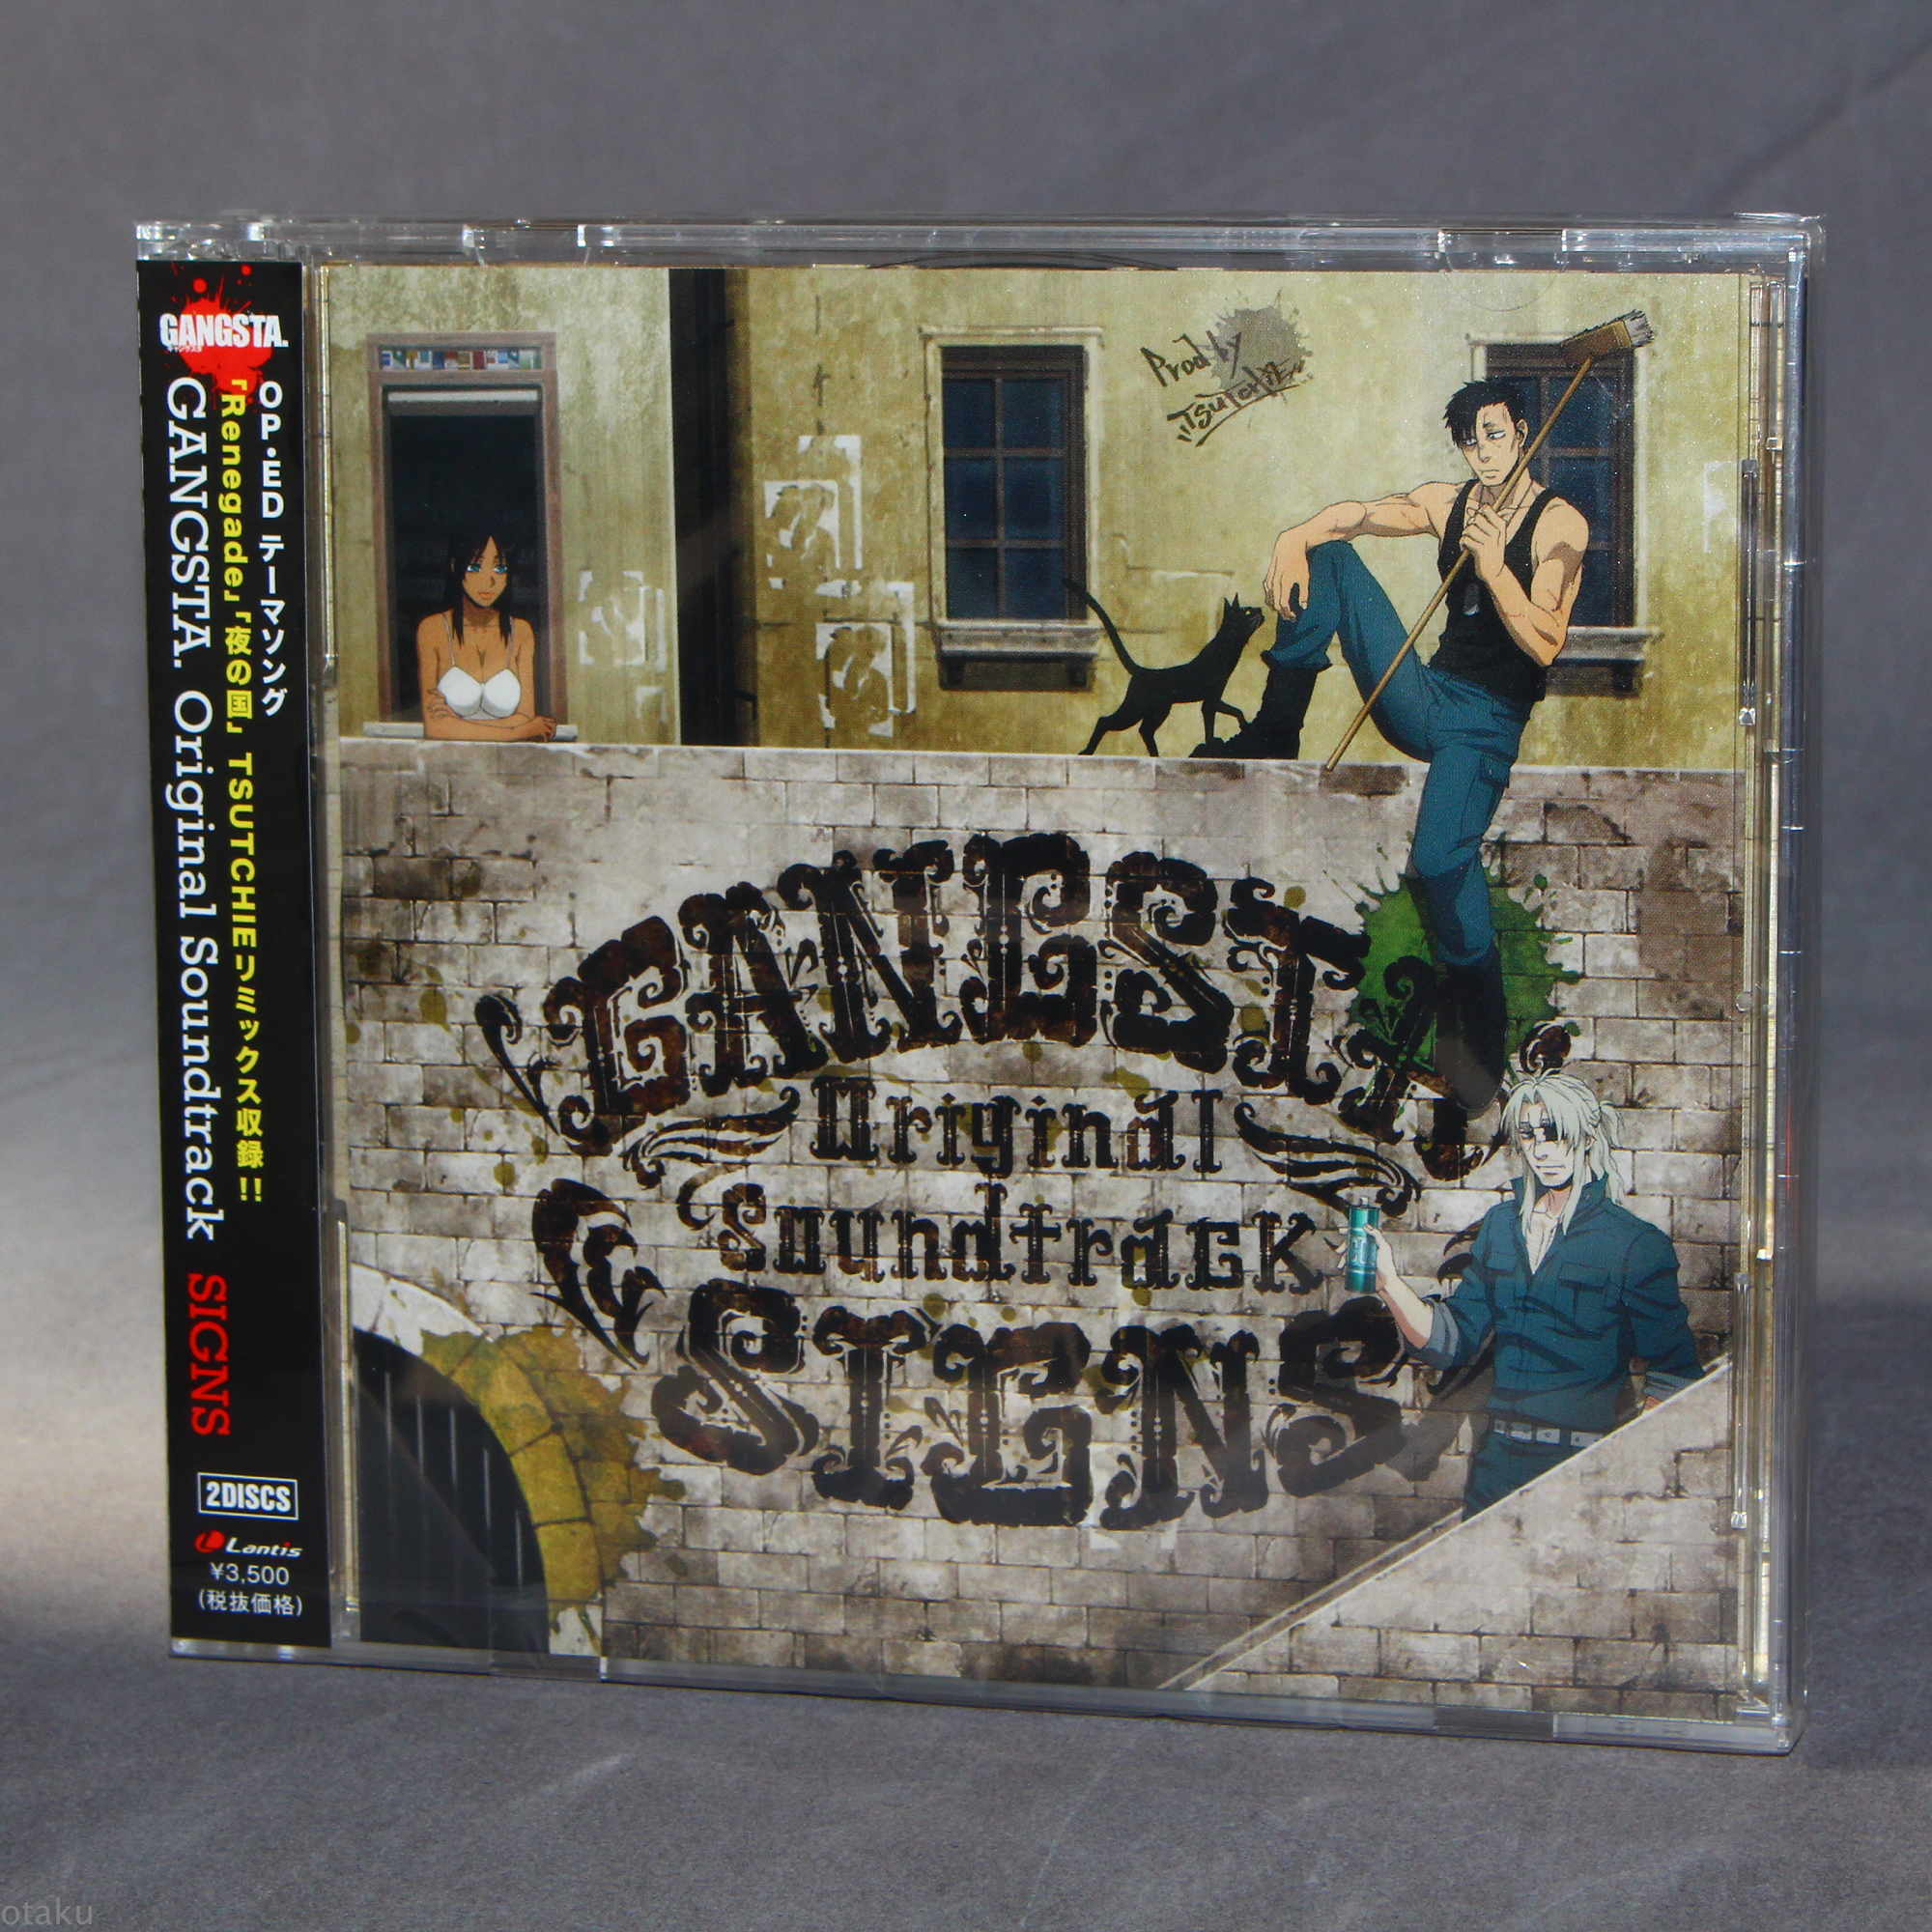 GANGSTA.
OP・ED テーマソング
「Renegade」「夜の国」 TSUTCHIEリミックス収録!!
GANGSTA. Original Soundtrack SIGNS
2DISCS
Lantis
¥3,500
(税抜価格)
Prod by
TSUTCHIE
GANGSTA.
Original
Soundtrack
SIGNS
otaku